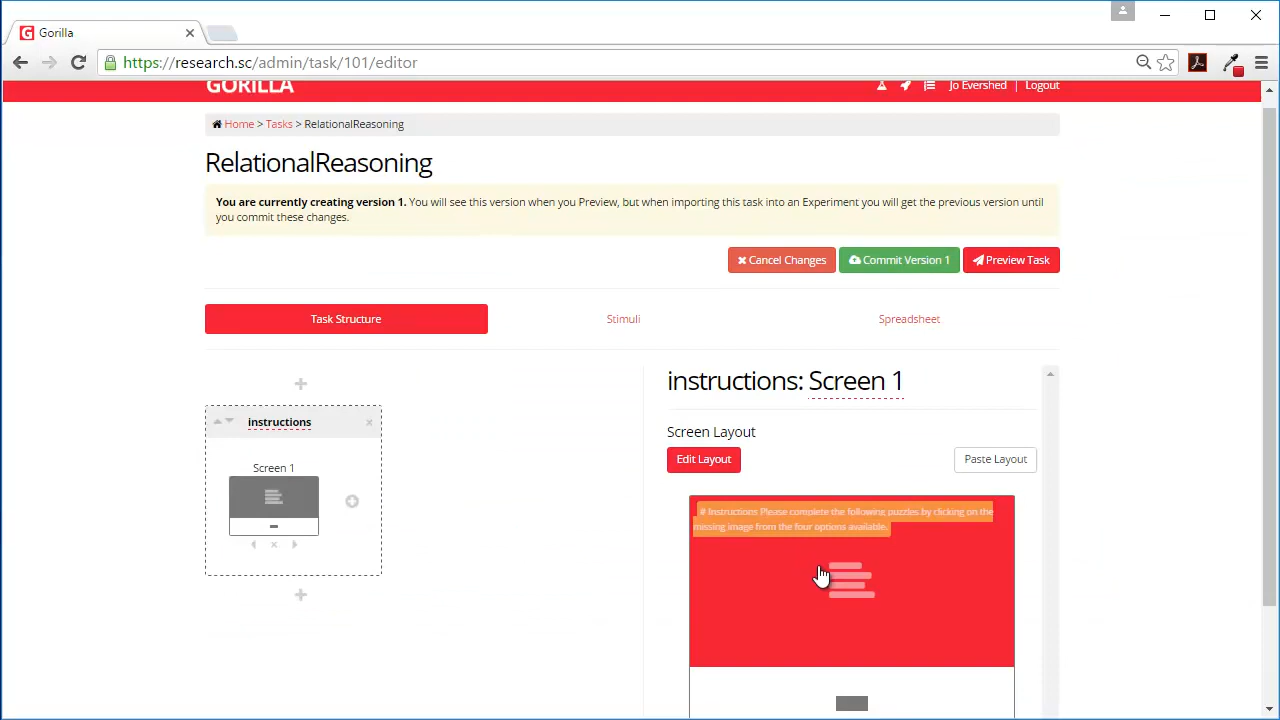 Gorilla
https://research.sc/admin/task/101/editor
GORILLA
Jo Evershed | Logout
Home > Tasks > RelationalReasoning
RelationalReasoning
You are currently creating version 1. You will see this version when you Preview, but when importing this task into an Experiment you will get the previous version until
you commit these changes.
Cancel Changes
Commit Version 1
Preview Task
Task Structure
Stimuli
Spreadsheet
instructions
Screen 1
instructions: Screen 1
Screen Layout
Edit Layout
Paste Layout
# Instructions Please complete the following puzzles by clicking on the
missing image from the four options available.